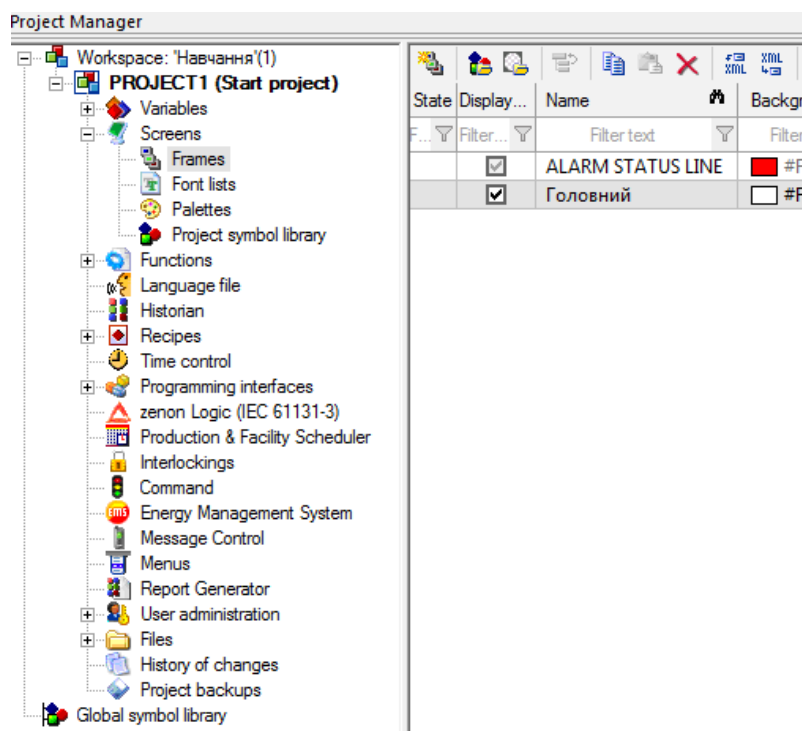 Project Manager
Workspace: 'Навчання'(1)
PROJECT1 (Start project)
Variables
Screens
Frames
Font lists
Palettes
Project symbol library
Functions
Language file
Historian
Recipes
Time control
Programming interfaces
zenon Logic (IEC 61131-3)
Production & Facility Scheduler
Interlockings
Command
Energy Management System
Message Control
Menus
Report Generator
User administration
Files
History of changes
Project backups
Global symbol library
XML XML
State Display... Name Backgr
F... Filter... Filter text Filter
ALARM STATUS LINE #F
Головний #F